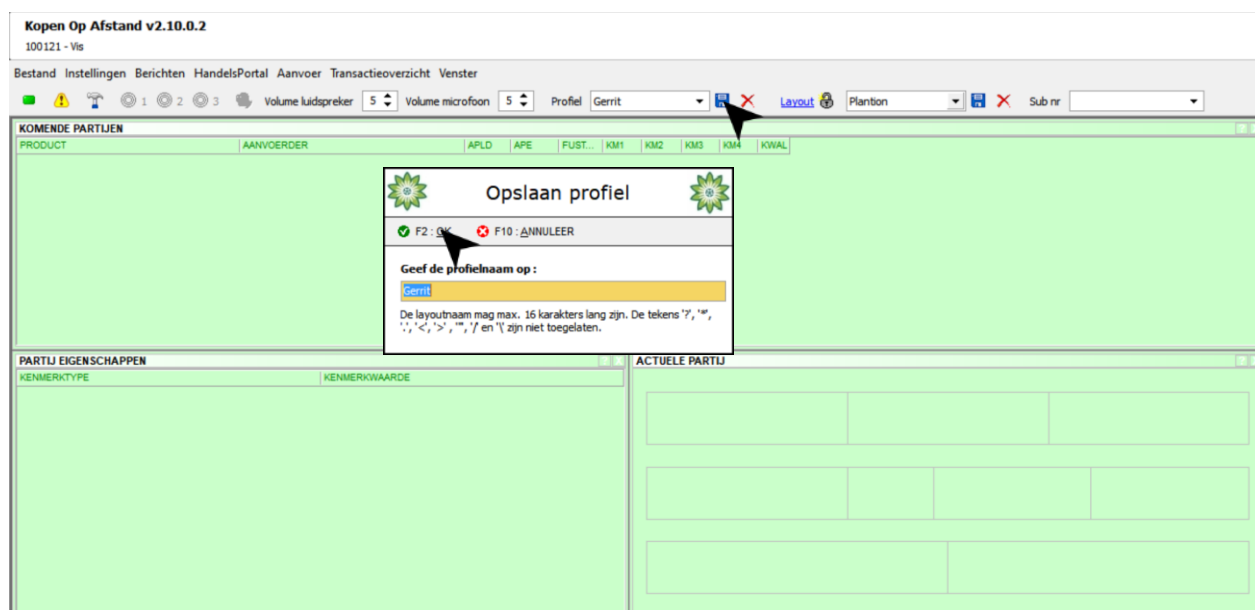 Kopen Op Afstand v2.10.0.2
100121 - Vis
Bestand Instellingen Berichten HandelsPortal Aanvoer Transactieoverzicht Venster
1 2 3 Volume luidspreker 5 Volume microfoon 5 Profiel Gerrit Layout Plantion Sub nr
KOMENDE PARTIJEN
PRODUCT AANVOERDER APLD APE FUST... KM1 KM2 KM3 KM4 KWAL
Opslaan profiel
F2 : OK F10 : ANNULEER
Geef de profielnaam op :
Gerrit
De layoutnaam mag max. 16 karakters lang zijn. De tekens '?', '*',
'.', '<', '>' , '"', '/' en '\' zijn niet toegelaten.
PARTIJ EIGENSCHAPPEN ACTUELE PARTIJ
KENMERKTYPE KENMERKWAARDE